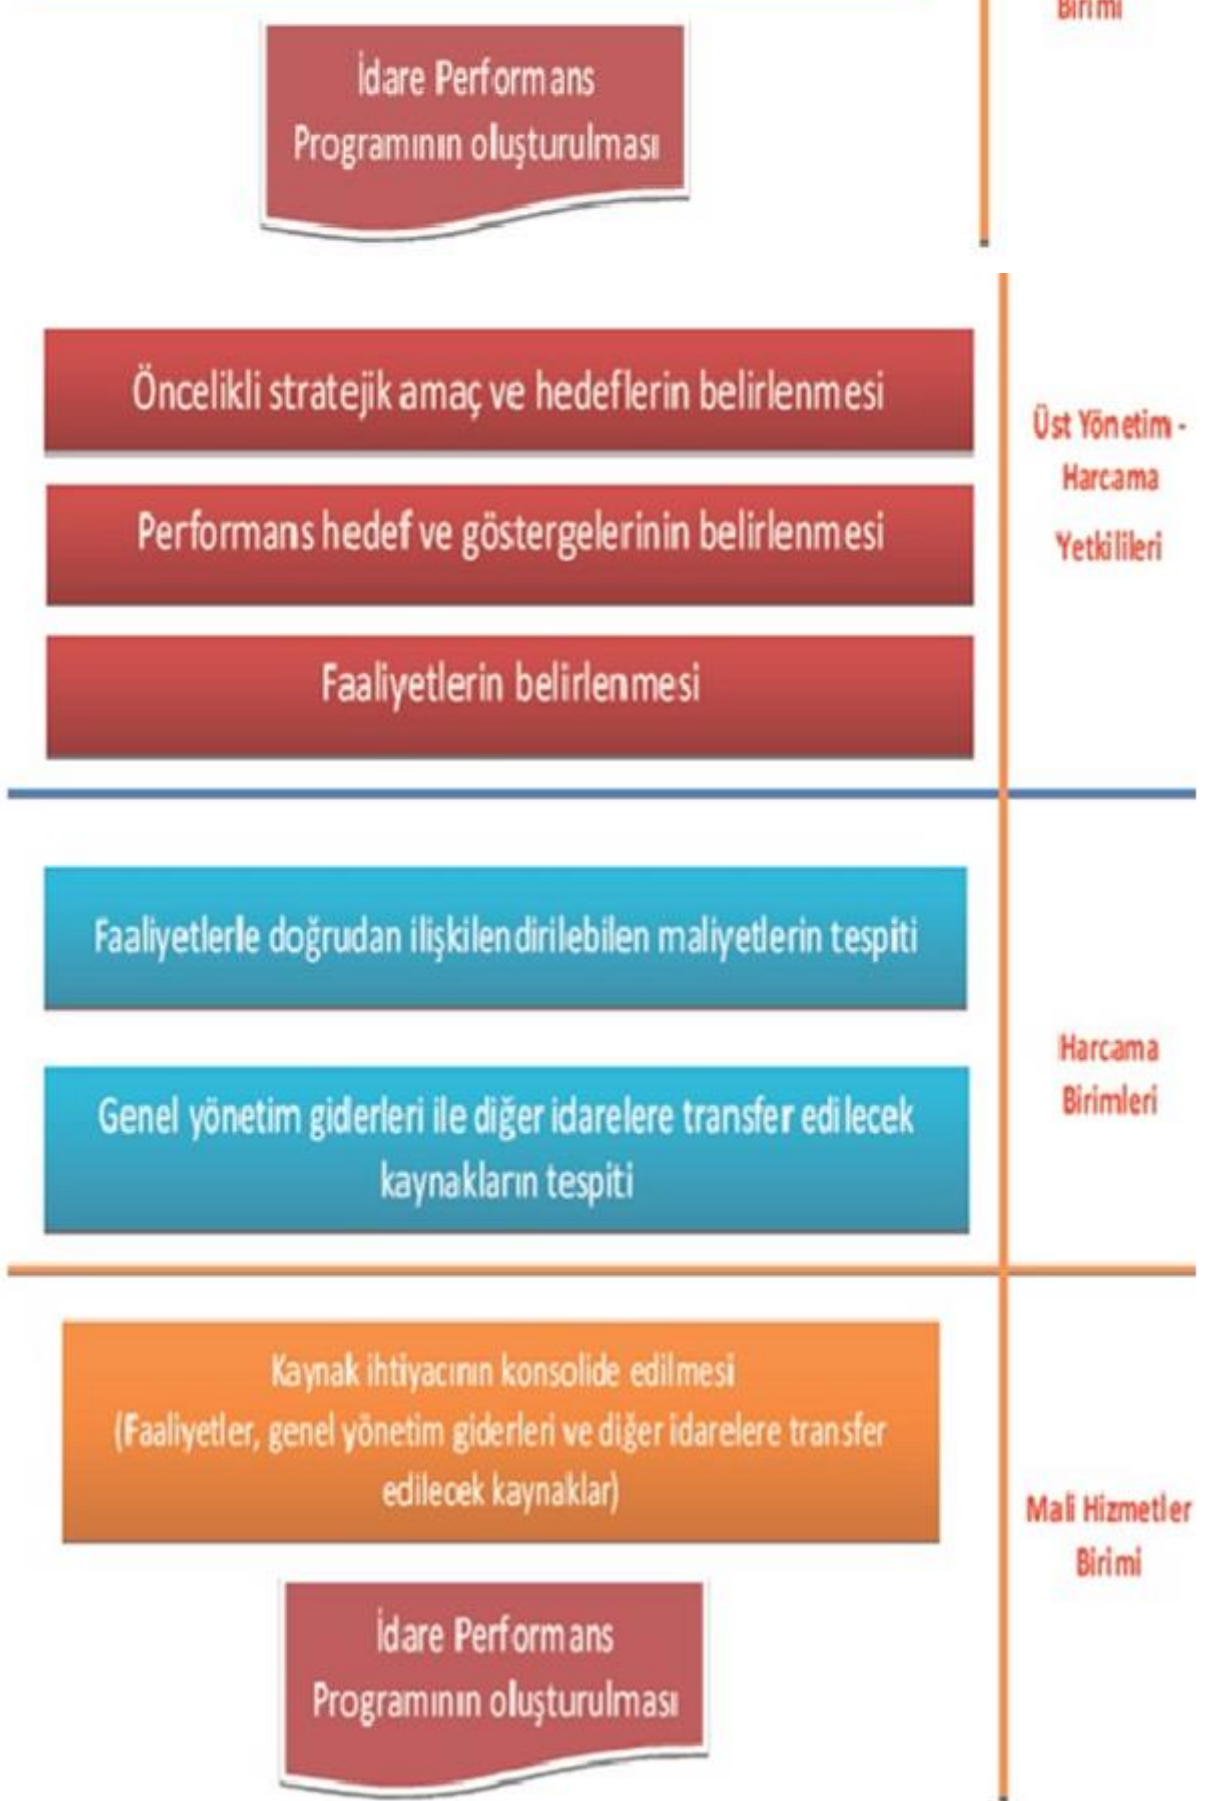 Birimi
İdare Performans
Programının oluşturulması
Öncelikli stratejik amaç ve hedeflerin belirlenmesi
Performans hedef ve göstergelerinin belirlenmesi
Faaliyetlerin belirlenmesi
Üst Yönetim -
Harcama
Yetkilileri
Faaliyetlerle doğrudan ilişkilendirilebilen maliyetlerin tespiti
Genel yönetim giderleri ile diğer idarelere transfer edilecek
kaynakların tespiti
Harcama
Birimleri
Kaynak ihtiyacının konsolide edilmesi
(Faaliyetler, genel yönetim giderleri ve diğer idarelere transfer
edilecek kaynaklar)
Mali Hizmetler
Birimi
İdare Performans
Programının oluşturulması